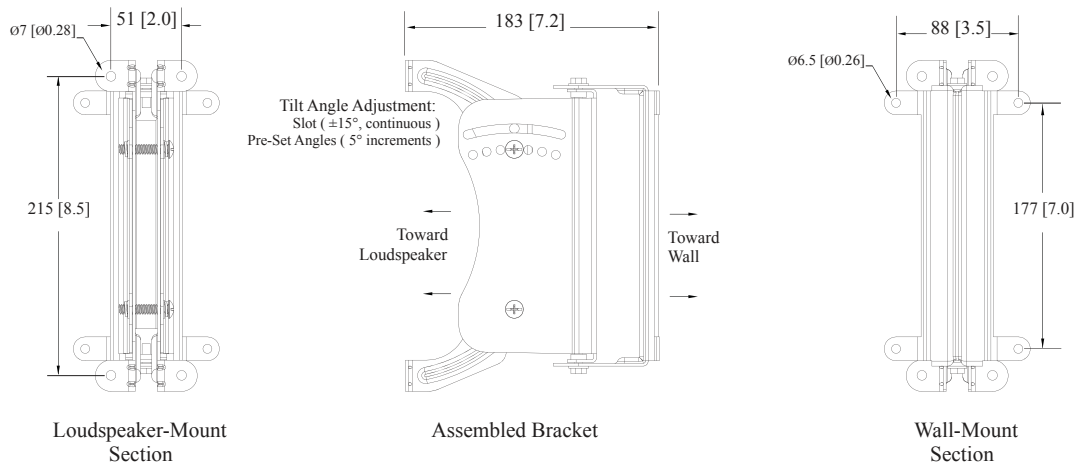 51 [2.0]
Ø7 [Ø0.28]
215 [8.5]
Loudspeaker-Mount
Section
183 [7.2]
Tilt Angle Adjustment:
Slot ( ±15°, continuous )
Pre-Set Angles ( 5° increments )
Toward
Loudspeaker
Toward
Wall
Assembled Bracket
88 [3.5]
Ø6.5 [Ø0.26]
177 [7.0]
Wall-Mount
Section